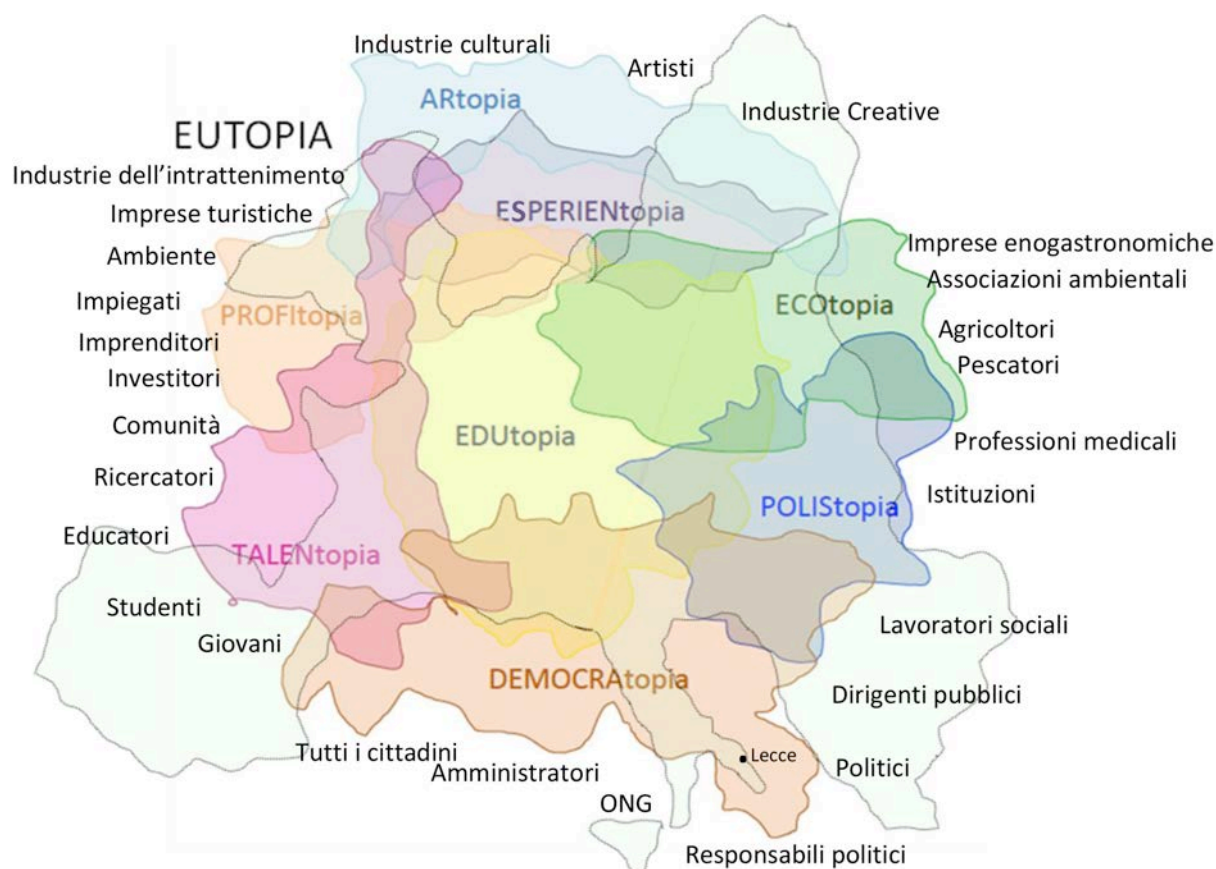 Industrie culturali
Artisti
ARtopia
Industrie Creative
EUTOPIA
Industrie dell'intrattenimento
ESPERIENtopia
Imprese turistiche
Imprese enogastronomiche
Ambiente
Associazioni ambientali
Impiegati
PROFItopia
ECOtopia
Agricoltori
Imprenditori
Pescatori
Investitori
Comunità
EDUtopia
Professioni medicali
Ricercatori
Istituzioni
POLIStopia
Educatori
TALENtopia
Studenti
Lavoratori sociali
Giovani
DEMOCRAtopia
Dirigenti pubblici
Tutti i cittadini
Lecce
Amministratori
Politici
ONG
Responsabili politici